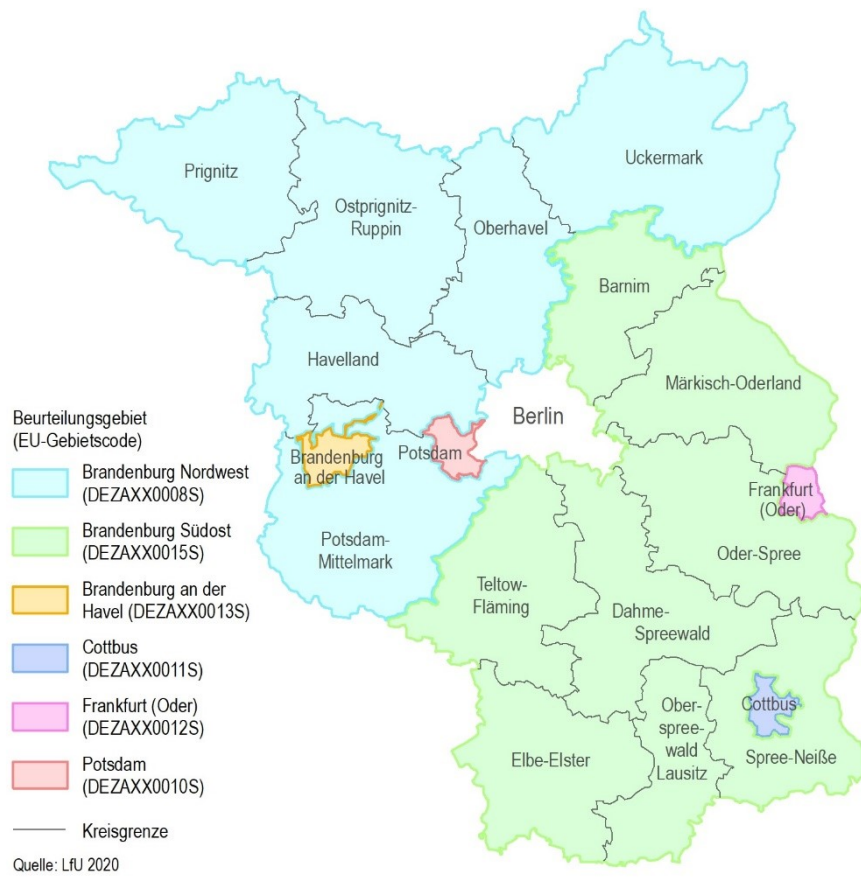 Prignitz
Ostprignitz-
Ruppin
Oberhavel
Uckermark
Barnim
Havelland
Märkisch-Oderland
Berlin
Potsdam
Brandenburg
an der Havel
Frankfurt
(Oder)
Potsdam-
Mittelmark
Oder-Spree
Teltow-
Fläming
Dahme-
Spreewald
Cottbus
Ober-
spree-
wald
Lausitz
Elbe-Elster
Spree-Neiße
Beurteilungsgebiet
(EU-Gebietscode)
Brandenburg Nordwest
(DEZAXX0008S)
Brandenburg Südost
(DEZAXX0015S)
Brandenburg an der
Havel (DEZAXX0013S)
Cottbus
(DEZAXX0011S)
Frankfurt (Oder)
(DEZAXX0012S)
Potsdam
(DEZAXX0010S)
Kreisgrenze
Quelle: LfU 2020